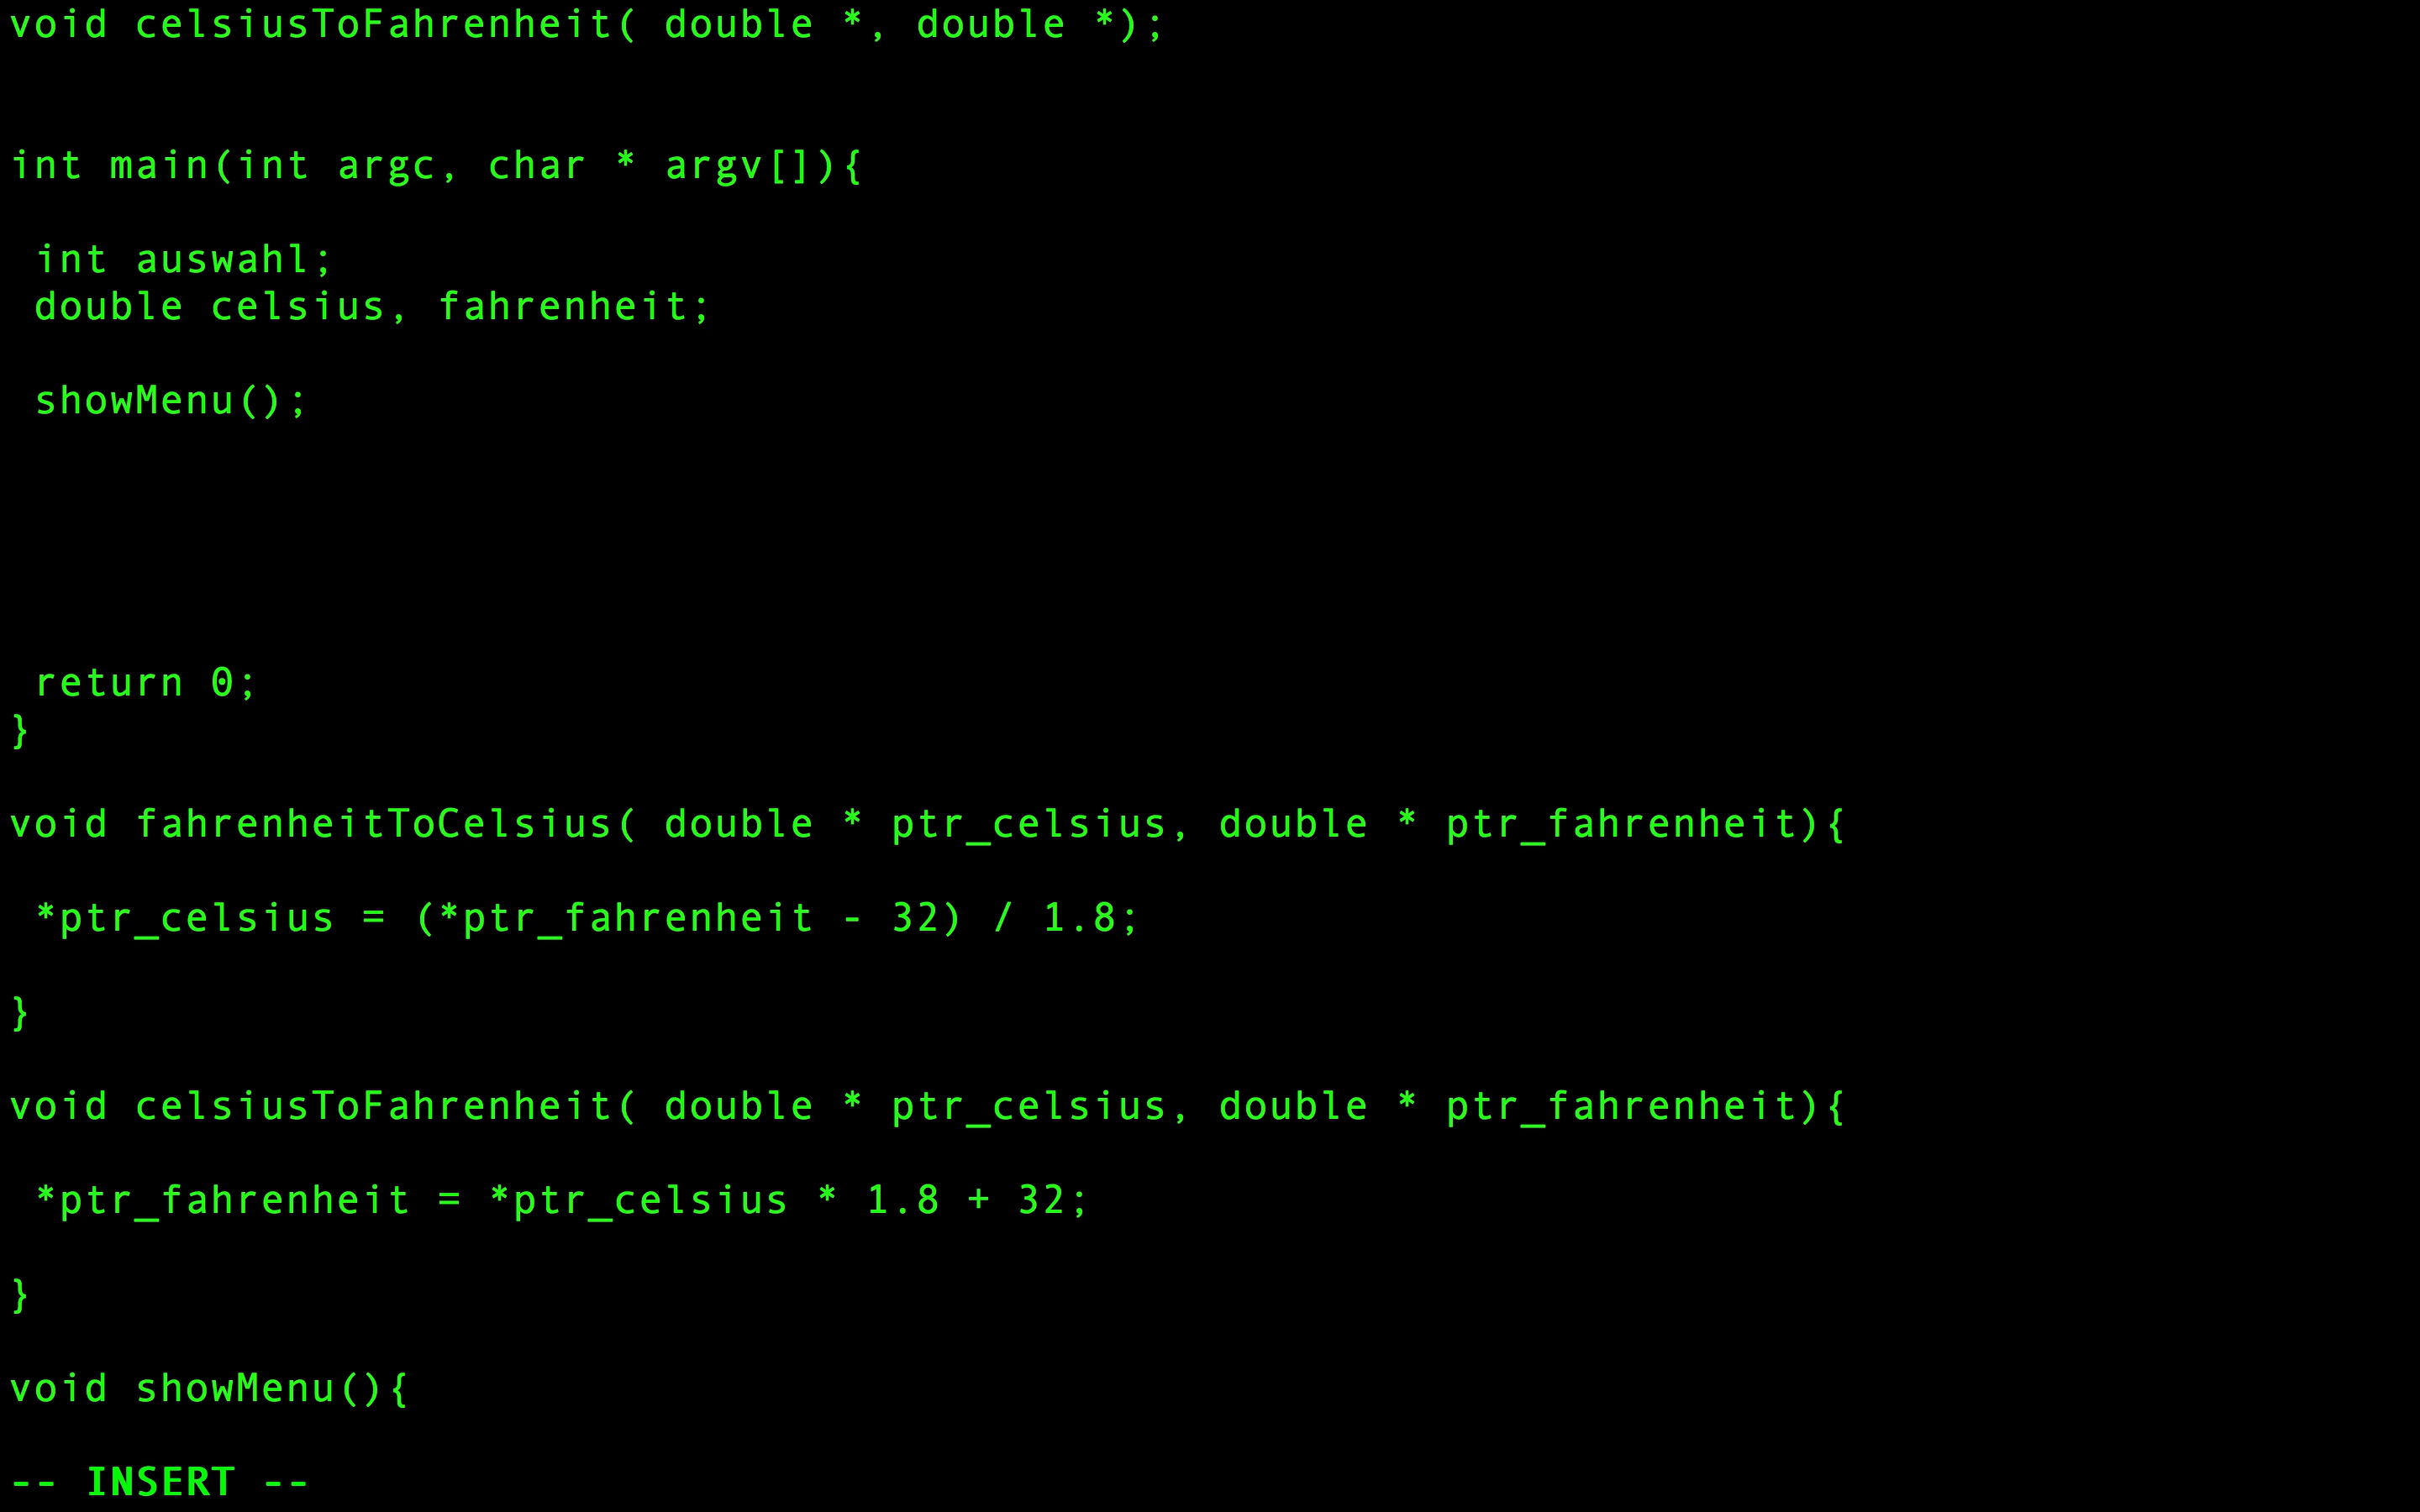 void celsiusToFahrenheit( double *, double *);
int main(int argc, char * argv[]){
 int auswahl;
 double celsius, fahrenheit;
 showMenu();
 return 0;
}
void fahrenheitToCelsius( double * ptr_celsius, double * ptr_fahrenheit){
 *ptr_celsius = (*ptr_fahrenheit - 32) / 1.8;
}
void celsiusToFahrenheit( double * ptr_celsius, double * ptr_fahrenheit){
 *ptr_fahrenheit = *ptr_celsius * 1.8 + 32;
}
void showMenu(){
-- INSERT --